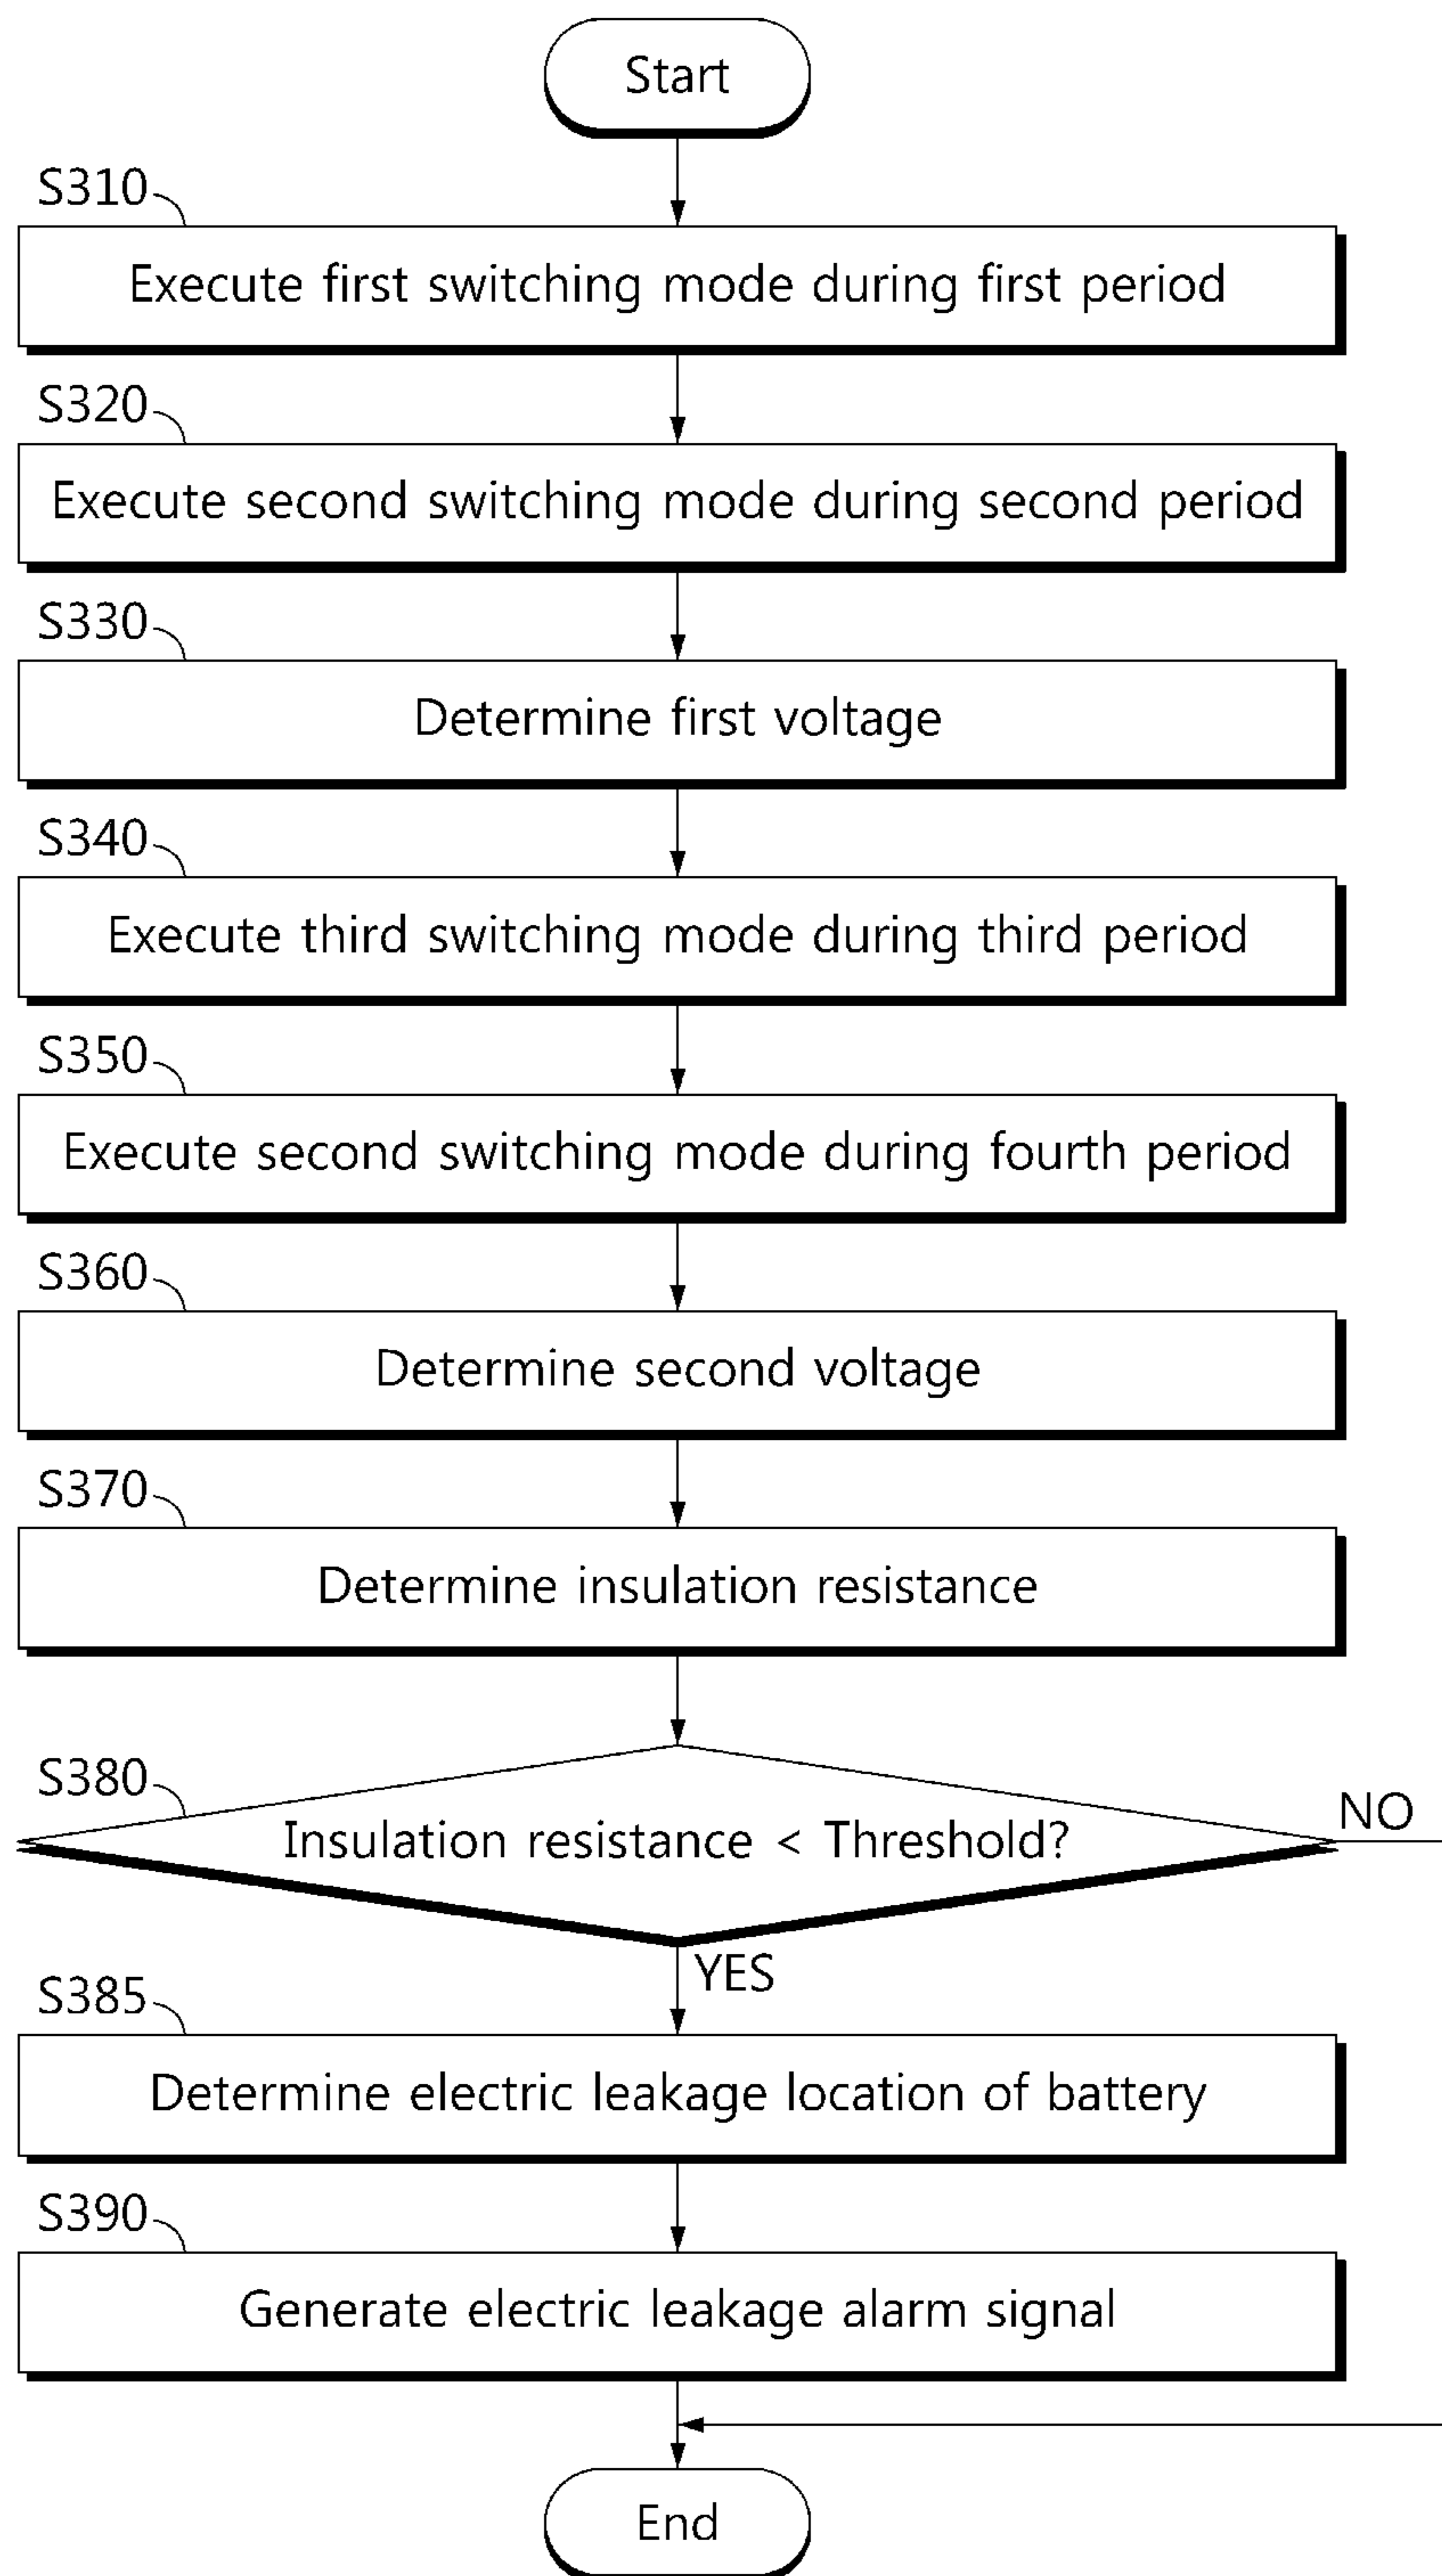 Start
S310
Execute first switching mode during first period
S320
Execute second switching mode during second period
S330
Determine first voltage
S340
Execute third switching mode during third period
S350
Execute second switching mode during fourth period
S360
Determine second voltage
S370
Determine insulation resistance
S380
Insulation resistance < Threshold?
NO
YES
S385
Determine electric leakage location of battery
S390
Generate electric leakage alarm signal
End